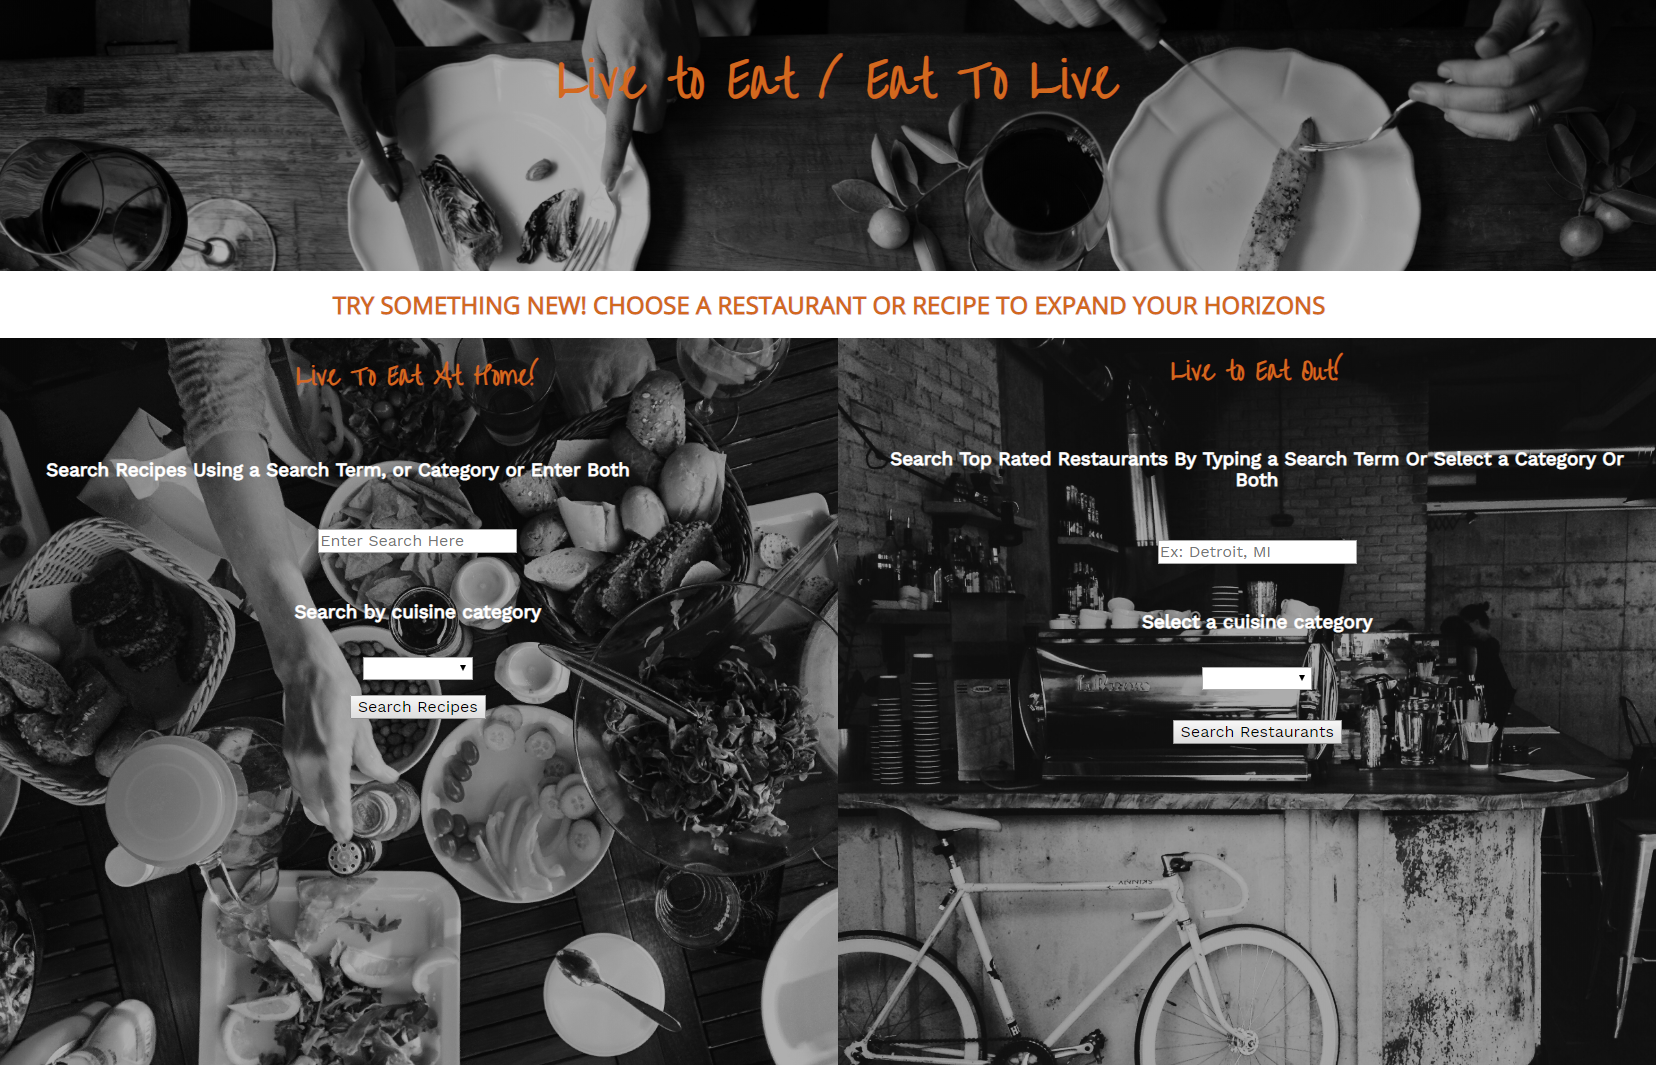 Live to Eat / Eat To Live
TRY SOMETHING NEW! CHOOSE A RESTAURANT OR RECIPE TO EXPAND YOUR HORIZONS
Live To Eat At Home!
Search Recipes Using a Search Term, or Category or Enter Both
Enter Search Here
Search by cuisine category
Search Recipes
Live to Eat Out!
Search Top Rated Restaurants By Typing a Search Term Or Select a Category Or
Both
Ex: Detroit, MI
Select a cuisine category
Search Restaurants
SKINNY